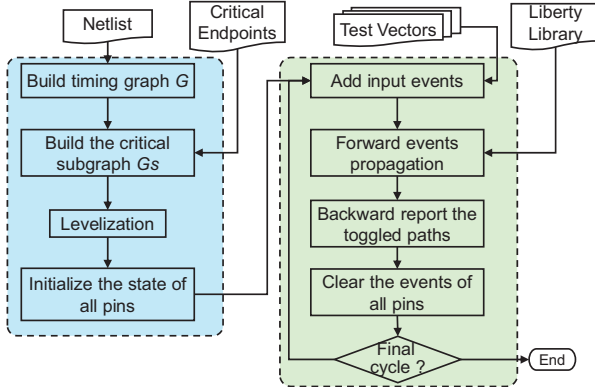 Netlist
Critical
Endpoints
Test Vectors
Liberty
Library
Build timing graph G
Build the critical
subgraph Gs
Levelization
Initialize the state of
all pins
Add input events
Forward events
propagation
Backward report the
toggled paths
Clear the events of
all pins
Final
cycle ?
End